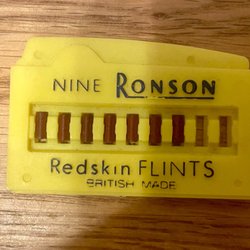 NINE RONSON
Redskin FLINTS
BRITISH MADE